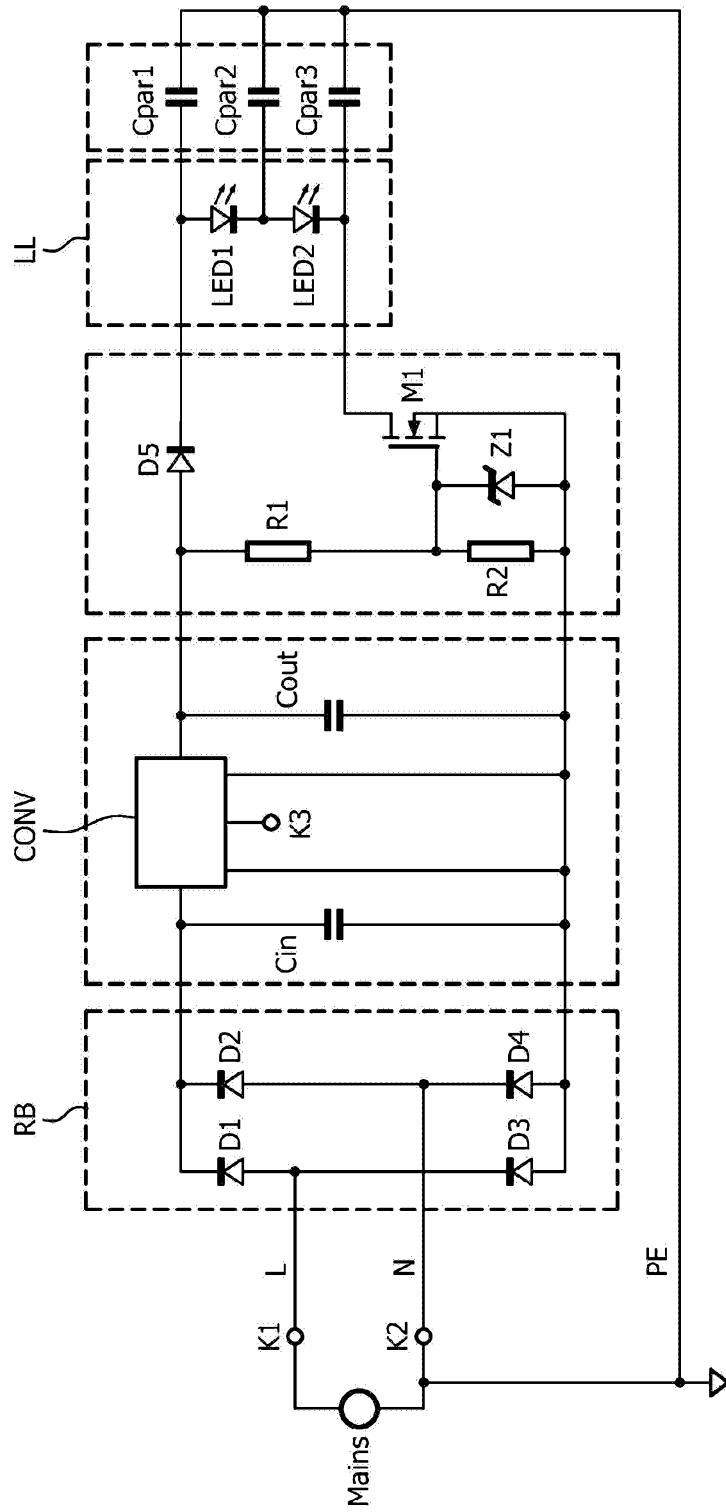 Mains
K1
K2
L
N
PE
RB
D1
D2
D3
D4
CONV
Cin
K3
Cout
D5
R1
R2
Z1
M1
LL
LED1
LED2
Cpar1
Cpar2
Cpar3